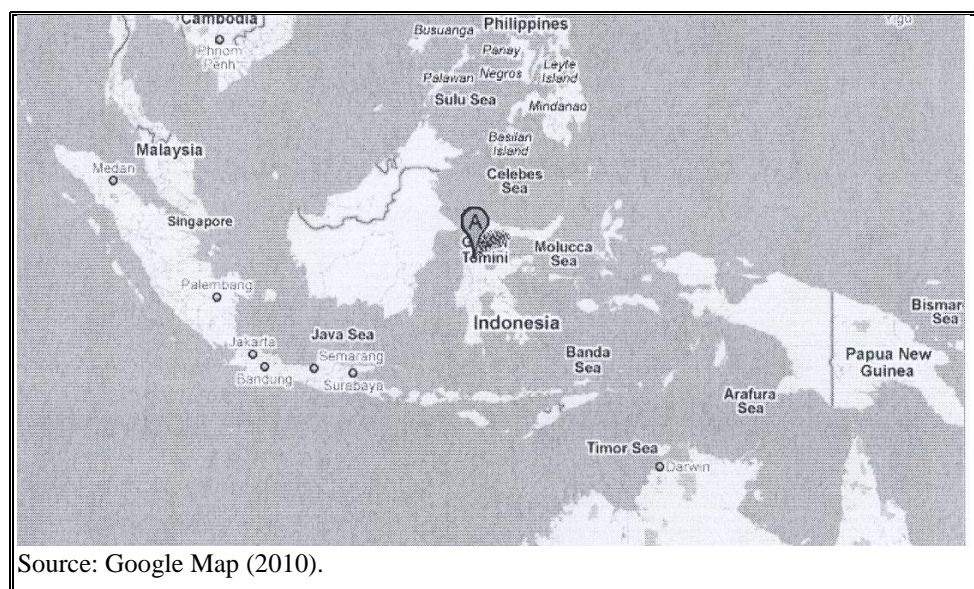 Cambodia
Phnom
Penh
Busuanga
Philippines
Panay
Palawan
Negros
Leyte
Island
Sulu Sea
Mindanao
Basilan
Island
Celebes
Sea
Malaysia
Medan
Singapore
A
Tomini
Molucca
Sea
Palembang
Indonesia
Java Sea
Jakarta
Bandung
Semarang
Surabaya
Banda
Sea
Bismar
Sea
Papua New
Guinea
Arafura
Sea
Timor Sea
Darwin
Source: Google Map (2010).